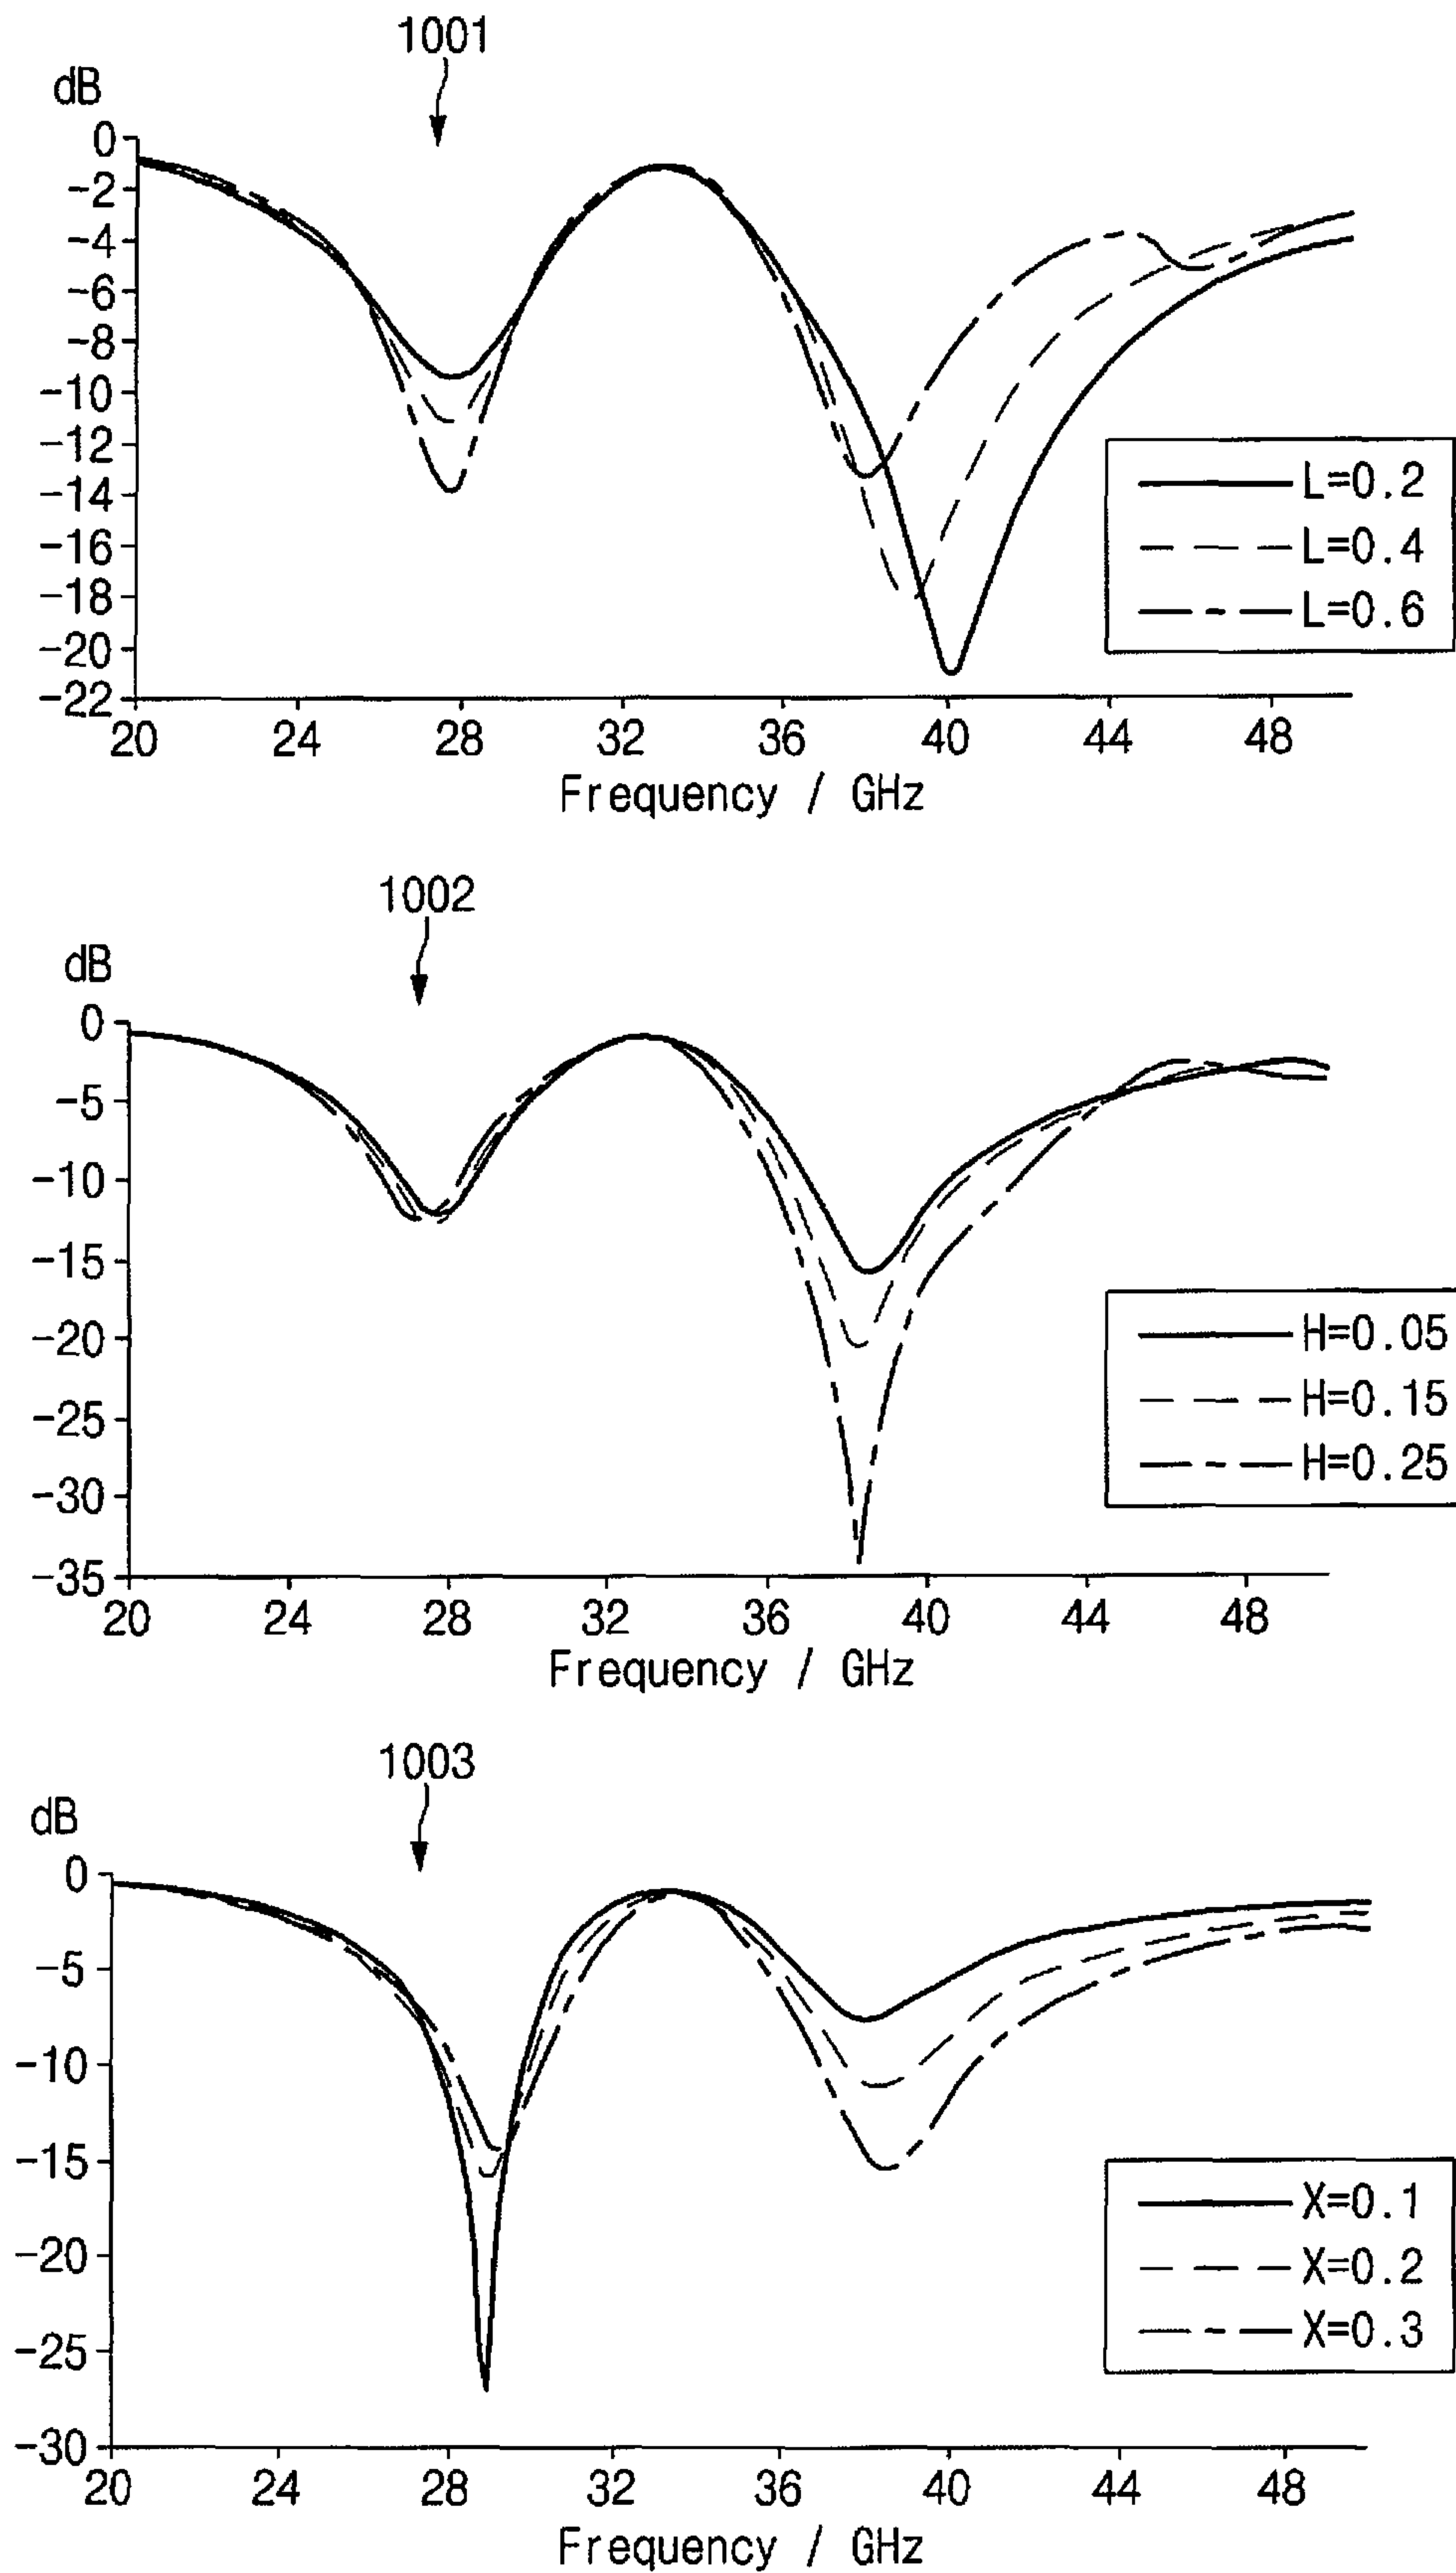 1001
dB
0
-2
-4
-6
-8
-10
-12
-14
-16
-18
-20
-22
L=0.2
L=0.4
L=0.6
20 24 28 32 36 40 44 48
Frequency / GHz
1002
dB
0
-5
-10
-15
-20
-25
-30
-35
H=0.05
H=0.15
H=0.25
20 24 28 32 36 40 44 48
Frequency / GHz
1003
dB
0
-5
-10
-15
-20
-25
-30
X=0.1
X=0.2
X=0.3
20 24 28 32 36 40 44 48
Frequency / GHz